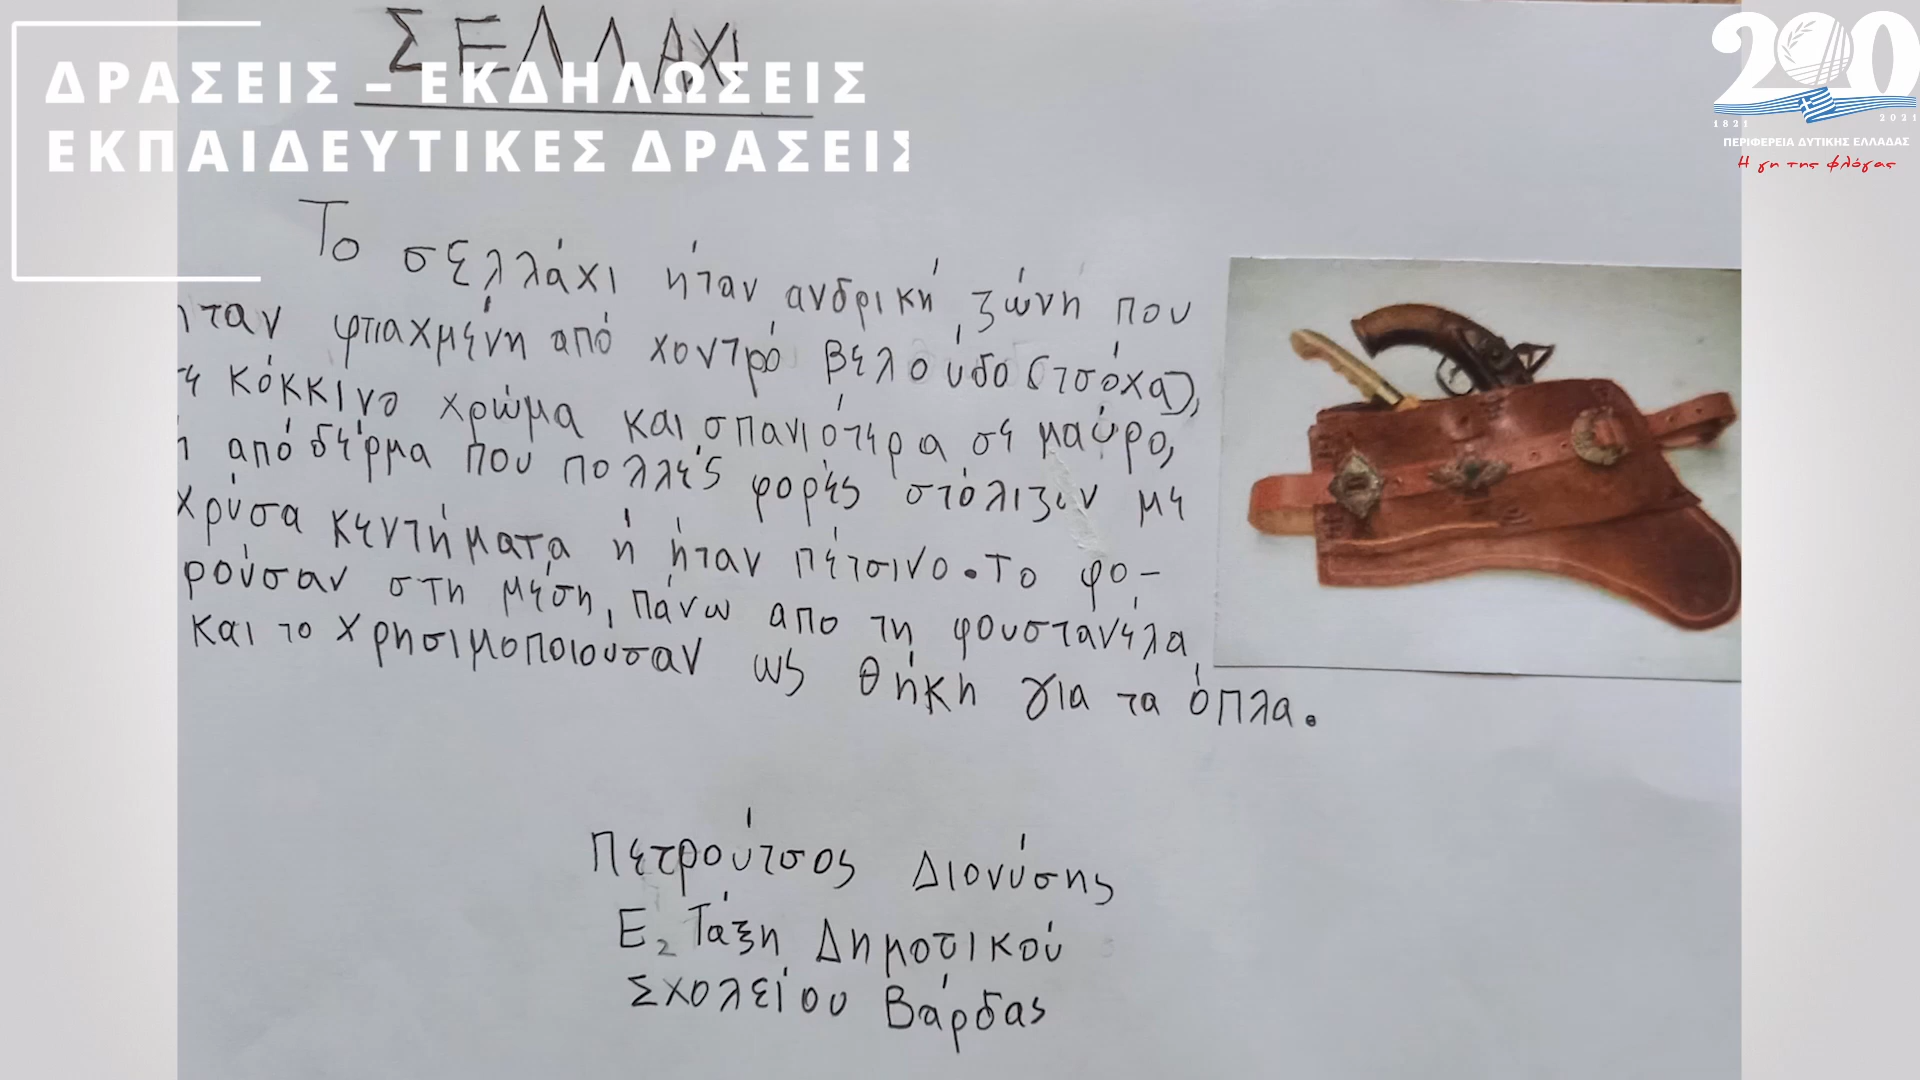 ΣΕΛΛΑΧΙ
ΔΡΑΣΕΙΣ – ΕΚΔΗΛΩΣΕΙΣ
ΕΚΠΑΙΔΕΥΤΙΚΕΣ ΔΡΑΣΕΙΣ
200
1821 2021
ΠΕΡΙΦΕΡΕΙΑ ΔΥΤΙΚΗΣ ΕΛΛΑΔΑΣ
Η γη της φλόγας
Το σελλάχι ήταν ανδρική ζώνη που
ήταν φτιαχμένη από χοντρό βελούδο (τσόχα),
σε κόκκινο χρώμα και σπανιότερα σε μαύρο,
ή από δέρμα που πολλές φορές στόλιζαν με
χρύσα κεντήματα ή ήταν πέτσινο. Το φο-
ρούσαν στη μέση, πάνω απο τη φουστανέλα
και το χρησιμοποιούσαν ως θήκη για τα όπλα.
Πετρούτσος Διονύσης
Ε2 Τάξη Δημοτικού
Σχολείου Βάρδας